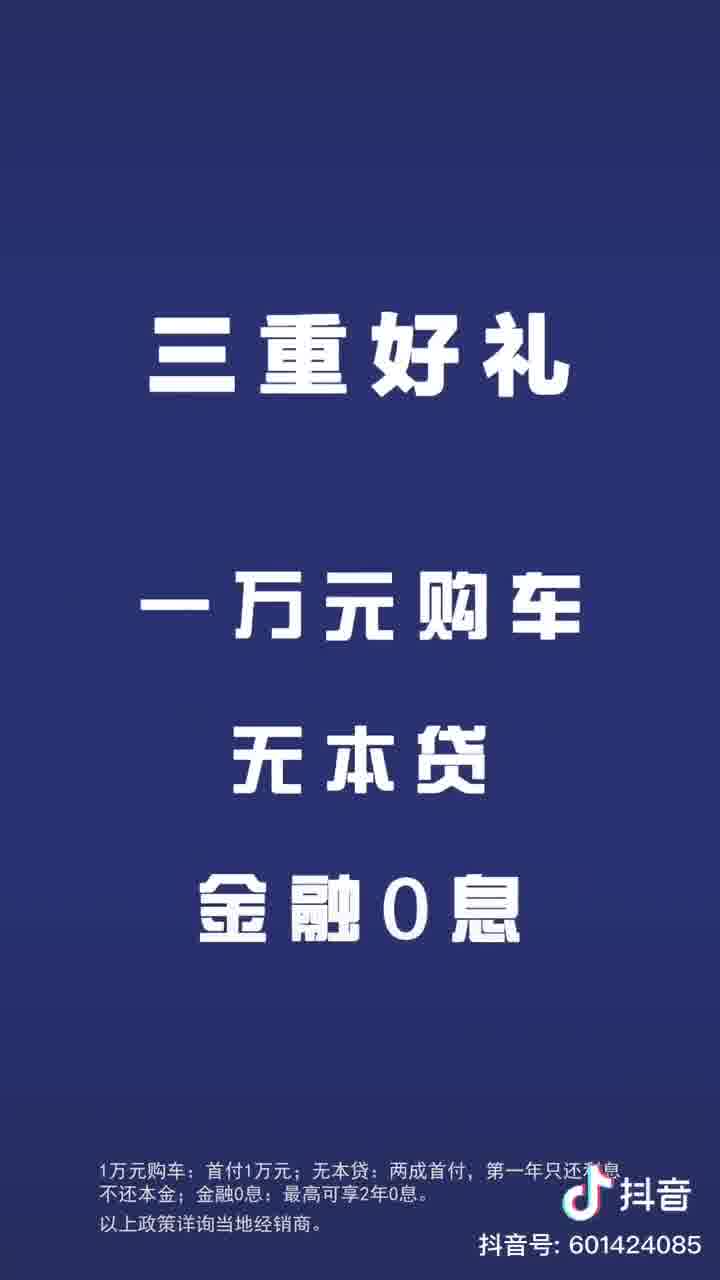 三重好礼
一万元购车
无本贷
金融0息
1万元购车：首付1万元；无本贷：两成首付，第一年只还利息
不还本金；金融0息：最高可享2年0息。
以上政策详询当地经销商。
抖音
抖音号: 601424085